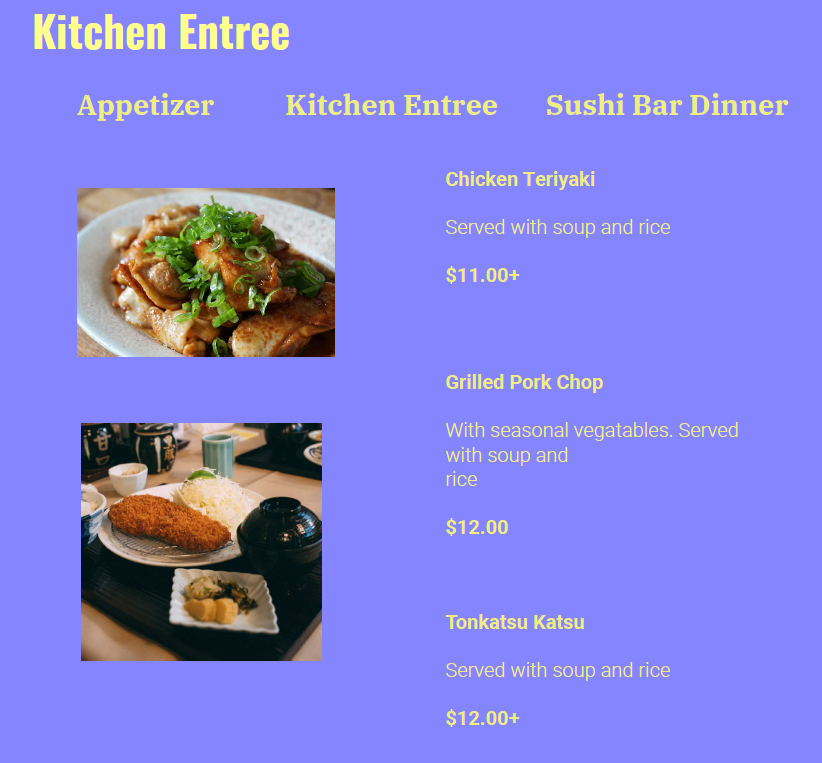 Kitchen Entree
Appetizer Kitchen Entree Sushi Bar Dinner
Chicken Teriyaki
Served with soup and rice
$11.00+
Grilled Pork Chop
With seasonal vegatables. Served
with soup and
rice
$12.00
Tonkatsu Katsu
Served with soup and rice
$12.00+